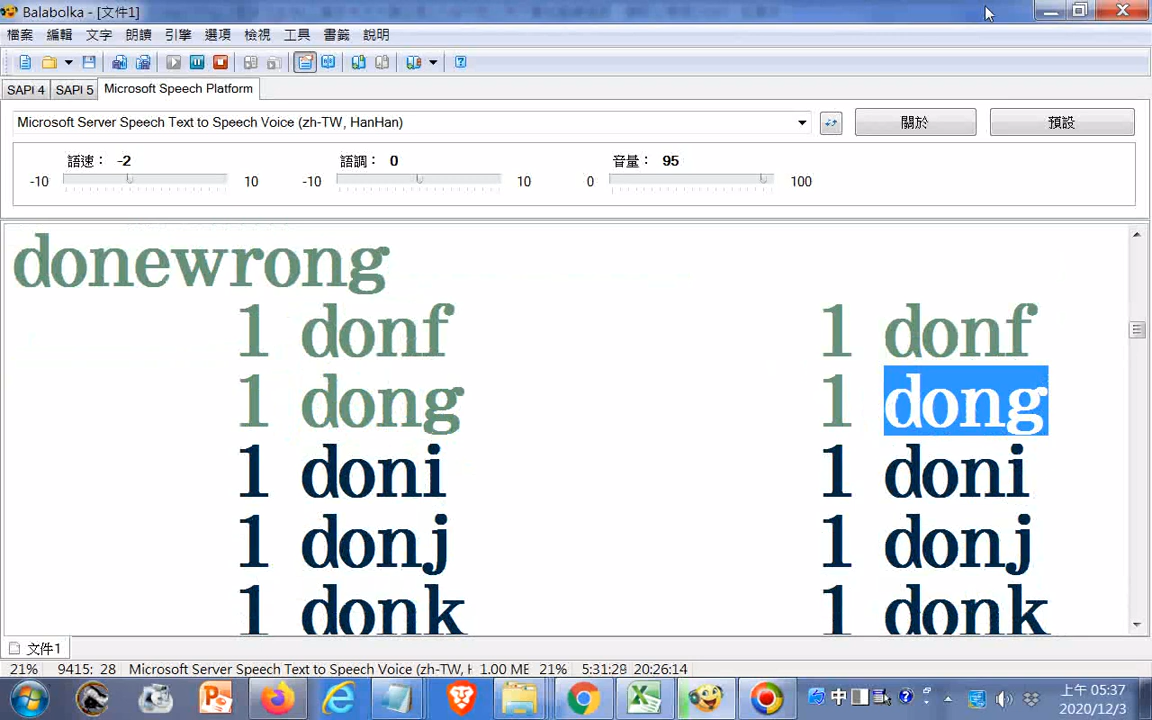 Balabolka - [文件1]
檔案 編輯 文字 朗讀 引擎 選項 檢視 工具 書籤 說明
SAPI 4 SAPI 5 Microsoft Speech Platform
Microsoft Server Speech Text to Speech Voice (zh-TW, HanHan) 關於 預設
語速： -2 語調： 0 音量： 95
-10 10 -10 10 0 100
donewrong
1 donf 1 donf
1 dong 1 dong
1 doni 1 doni
1 donj 1 donj
1 donk 1 donk
文件1
21% 9415: 28 Microsoft Server Speech Text to Speech Voice (zh-TW, 1.00 ME 21% 5:31:29 20:26:14
中 上午 05:37
2020/12/3